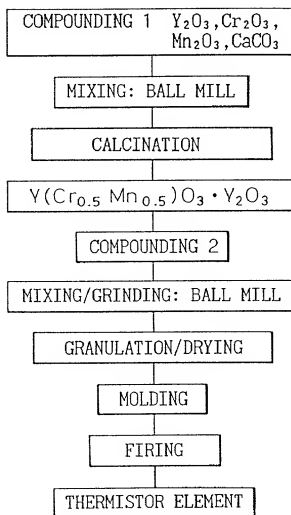 COMPOUNDING 1 Y₂O₃,Cr₂O₃,
Mn₂O₃,CaCO₃
MIXING: BALL MILL
CALCINATION
Y(Cr₀.₅ Mn₀.₅)O₃・Y₂O₃
COMPOUNDING 2
MIXING/GRINDING: BALL MILL
GRANULATION/DRYING
MOLDING
FIRING
THERMISTOR ELEMENT